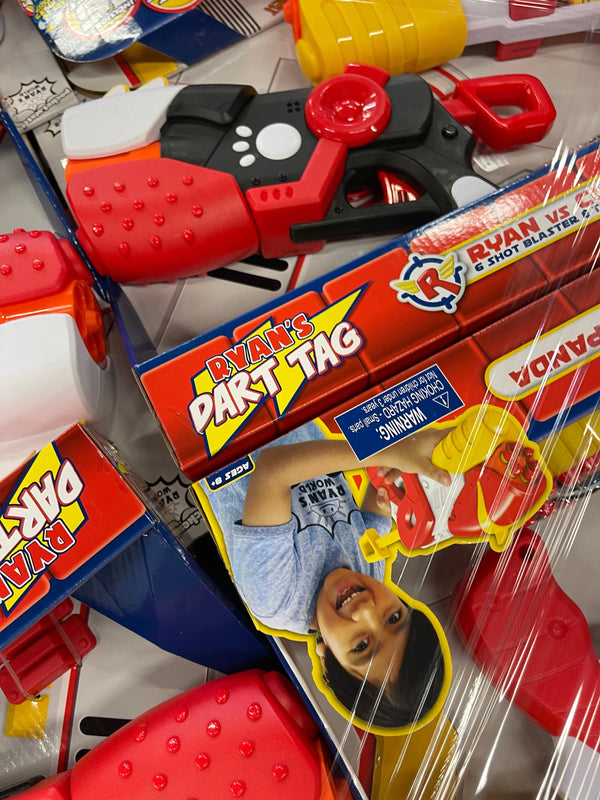 RYAN'S
DART TAG
R
RYAN VS. C
6 SHOT BLASTER &
PANDA
WARNING:
CHOKING HAZARD - Small parts.
Not for children under 3 years.
AGES 8+
RYAN'S
WORLD
RYAN
DART